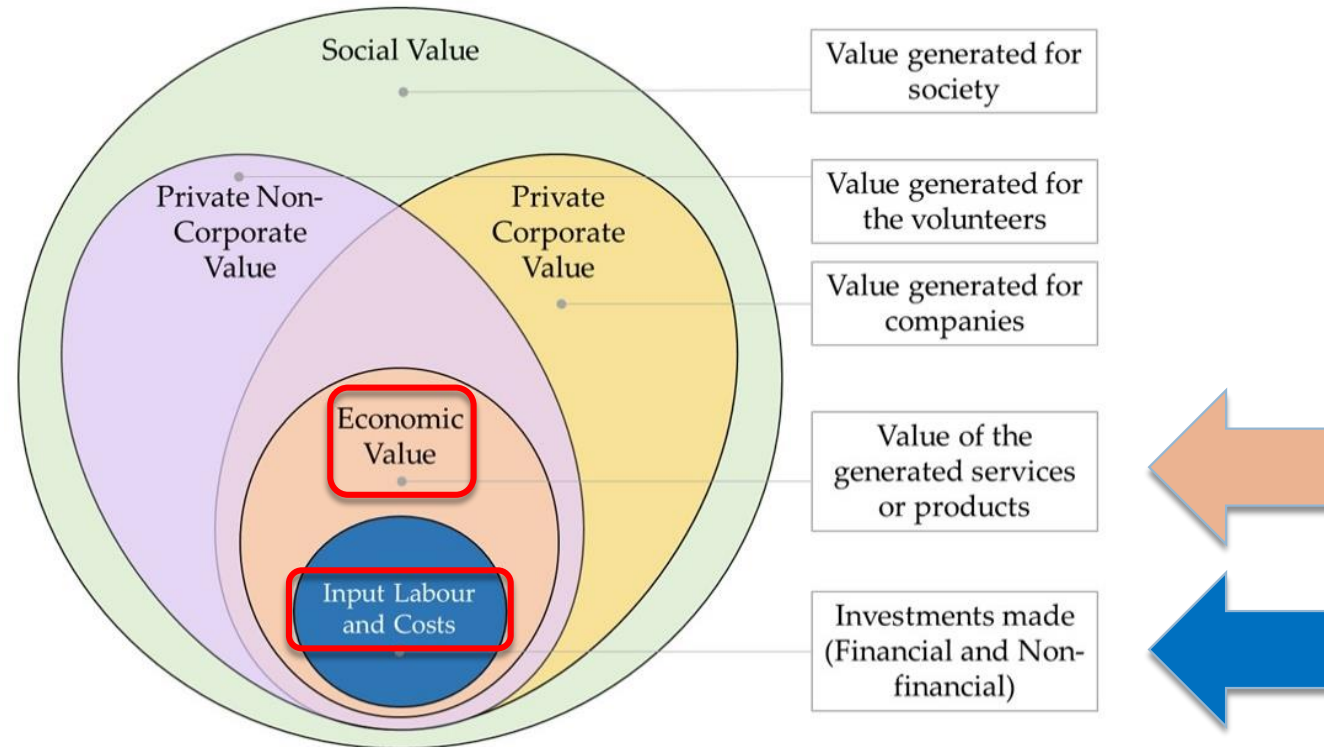 Social Value
Value generated for
society
Private Non-
Corporate
Value
Private
Corporate
Value
Value generated for
the volunteers
Value generated for
companies
Economic
Value
Value of the
generated services
or products
Input Labour
and Costs
Investments made
(Financial and Non-
financial)